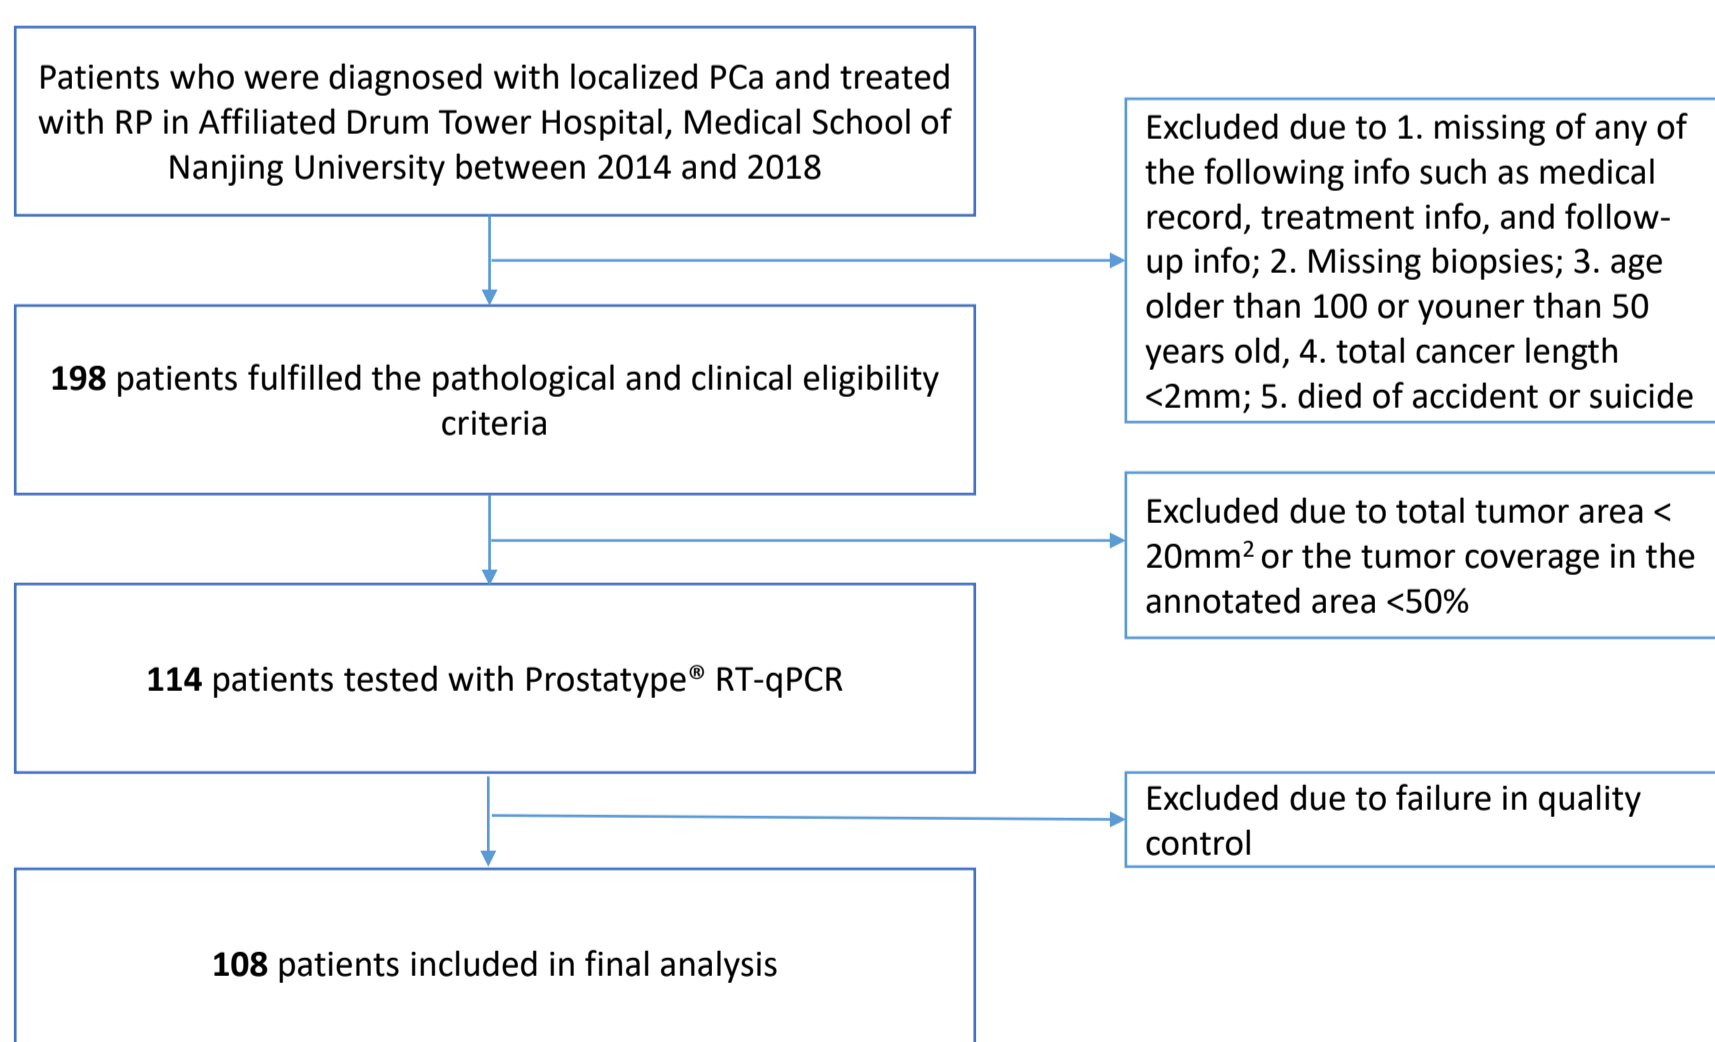 Patients who were diagnosed with localized PCa and treated
with RP in Affiliated Drum Tower Hospital, Medical School of
Nanjing University between 2014 and 2018
Excluded due to 1. missing of any of
the following info such as medical
record, treatment info, and follow-
up info; 2. Missing biopsies; 3. age
older than 100 or youner than 50
years old, 4. total cancer length
<2mm; 5. died of accident or suicide
198 patients fulfilled the pathological and clinical eligibility
criteria
Excluded due to total tumor area <
20mm² or the tumor coverage in the
annotated area <50%
114 patients tested with Prostatype® RT-qPCR
Excluded due to failure in quality
control
108 patients included in final analysis